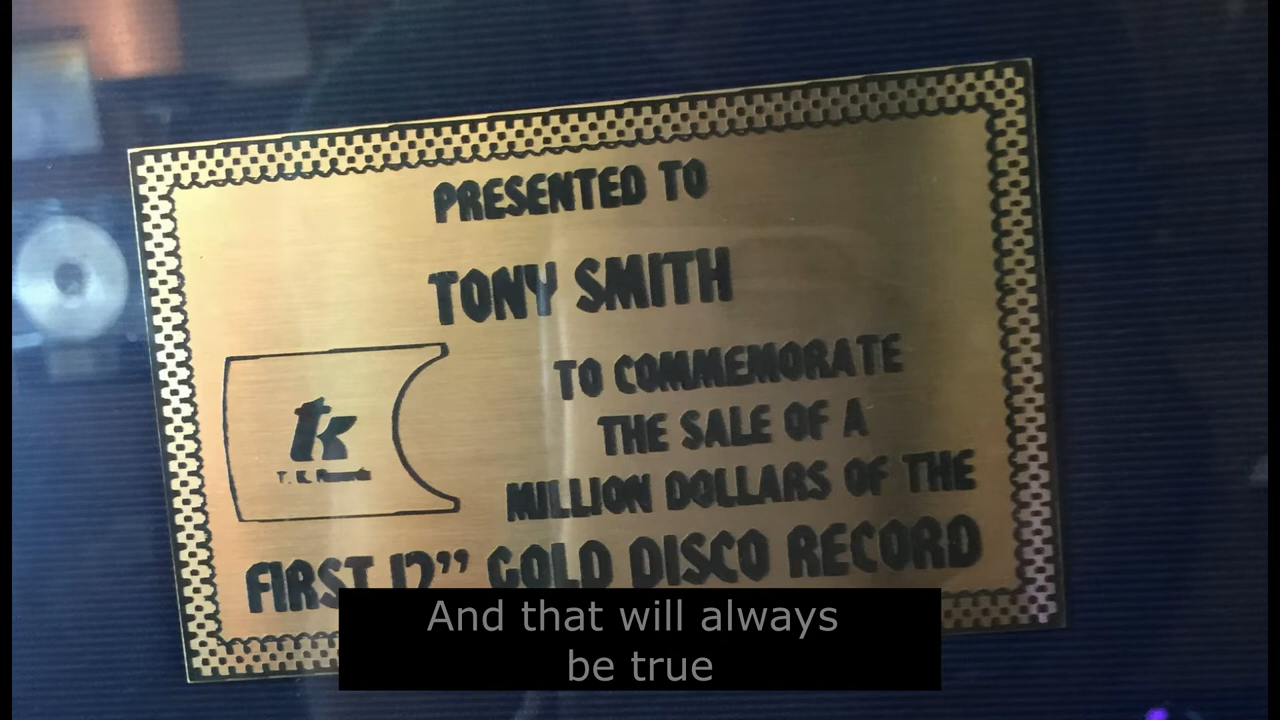 PRESENTED TO
TONY SMITH
TO COMMEMORATE
THE SALE OF A
MILLION DOLLARS OF THE
tk
T. K. Records
FIRST 12" GOLD DISCO RECORD
And that will always
be true